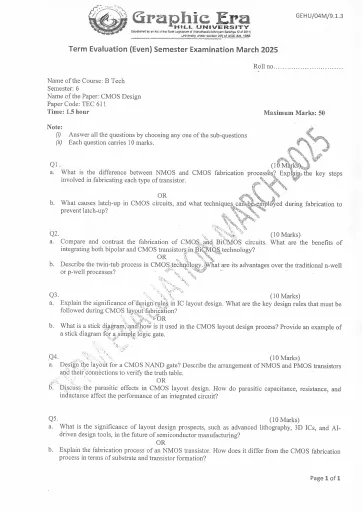 GEHU/04M/9.1.3
Graphic Era
HILL UNIVERSITY
Term Evaluation (Even) Semester Examination March 2025
Roll no..............................
Name of the Course: B Tech
Semester: 6
Name of the Paper: CMOS Design
Paper Code: TEC 611
Time: 1.5 hour Maximum Marks: 50
Note:
(i) Answer all the questions by choosing any one of the sub-questions
(ii) Each question carries 10 marks.
Q1. (10 Marks)
a. What is the difference between NMOS and CMOS fabrication processes? Explain the key steps
involved in fabricating each type of transistor.
OR
b. What causes latch-up in CMOS circuits, and what techniques can be employed during fabrication to
prevent latch-up?
Q2. (10 Marks)
a. Compare and contrast the fabrication of CMOS and BiCMOS circuits. What are the benefits of
integrating both bipolar and CMOS transistors in BiCMOS technology?
OR
b. Describe the twin-tub process in CMOS technology. What are its advantages over the traditional n-well
or p-well processes?
Q3. (10 Marks)
a. Explain the significance of design rules in IC layout design. What are the key design rules that must be
followed during CMOS layout fabrication?
OR
b. What is a stick diagram, and how is it used in the CMOS layout design process? Provide an example of
a stick diagram for a simple logic gate.
Q4. (10 Marks)
a. Design the layout for a CMOS NAND gate? Describe the arrangement of NMOS and PMOS transistors
and their connections to verify the truth table.
OR
b. Discuss the parasitic effects in CMOS layout design. How do parasitic capacitance, resistance, and
inductance affect the performance of an integrated circuit?
Q5. (10 Marks)
a. What is the significance of layout design prospects, such as advanced lithography, 3D ICs, and AI-
driven design tools, in the future of semiconductor manufacturing?
OR
b. Explain the fabrication process of an NMOS transistor. How does it differ from the CMOS fabrication
process in terms of substrate and transistor formation?
TERM EVALUATION MARCH 2025
Page 1 of 1